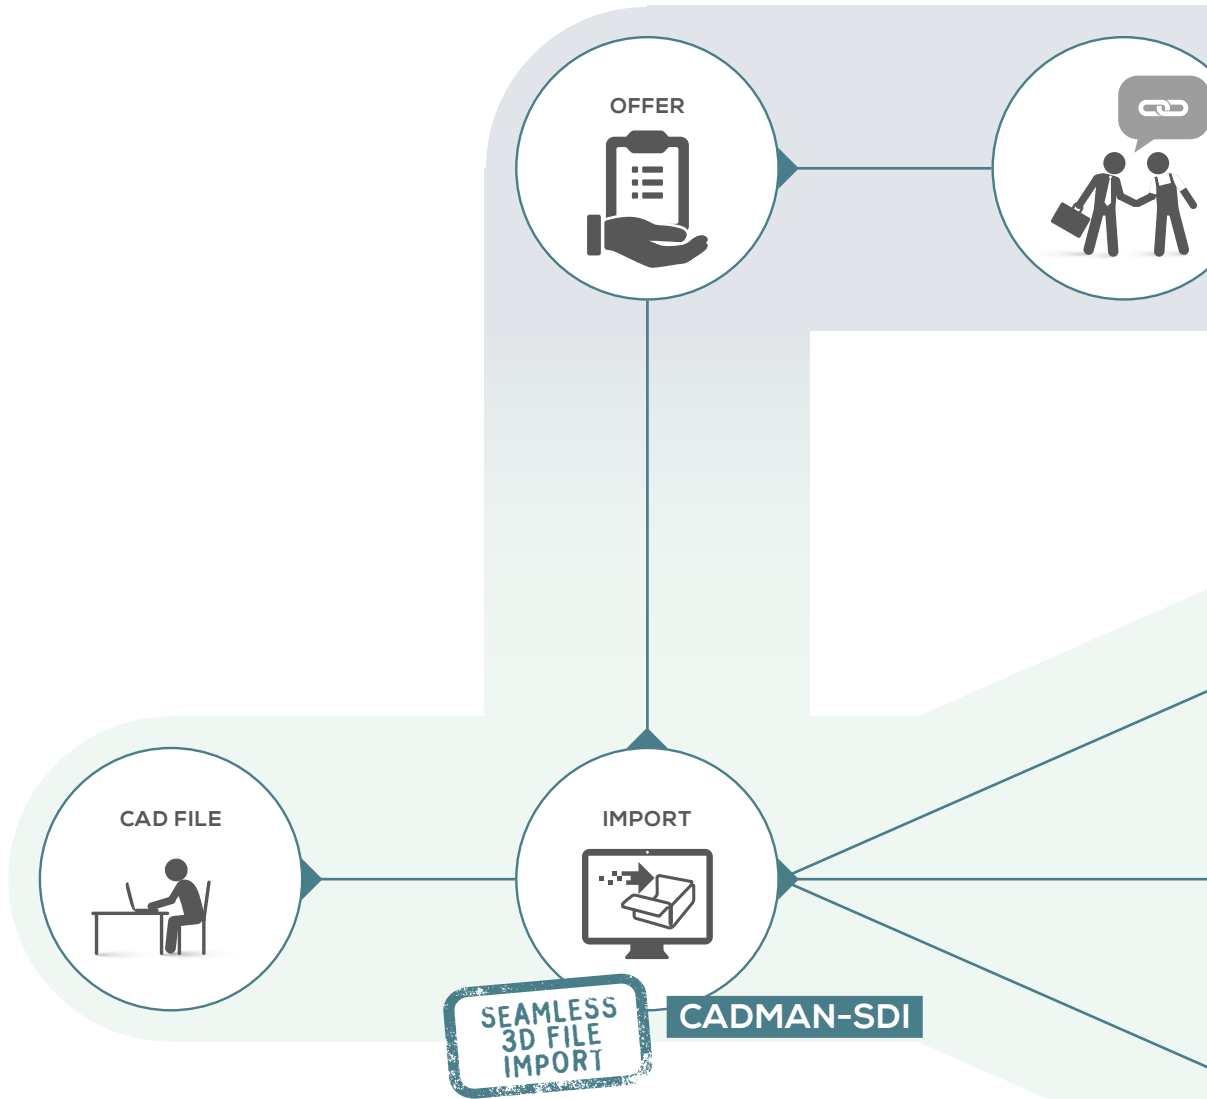 OFFER
CAD FILE
IMPORT
SEAMLESS
3D FILE
IMPORT
CADMAN-SDI